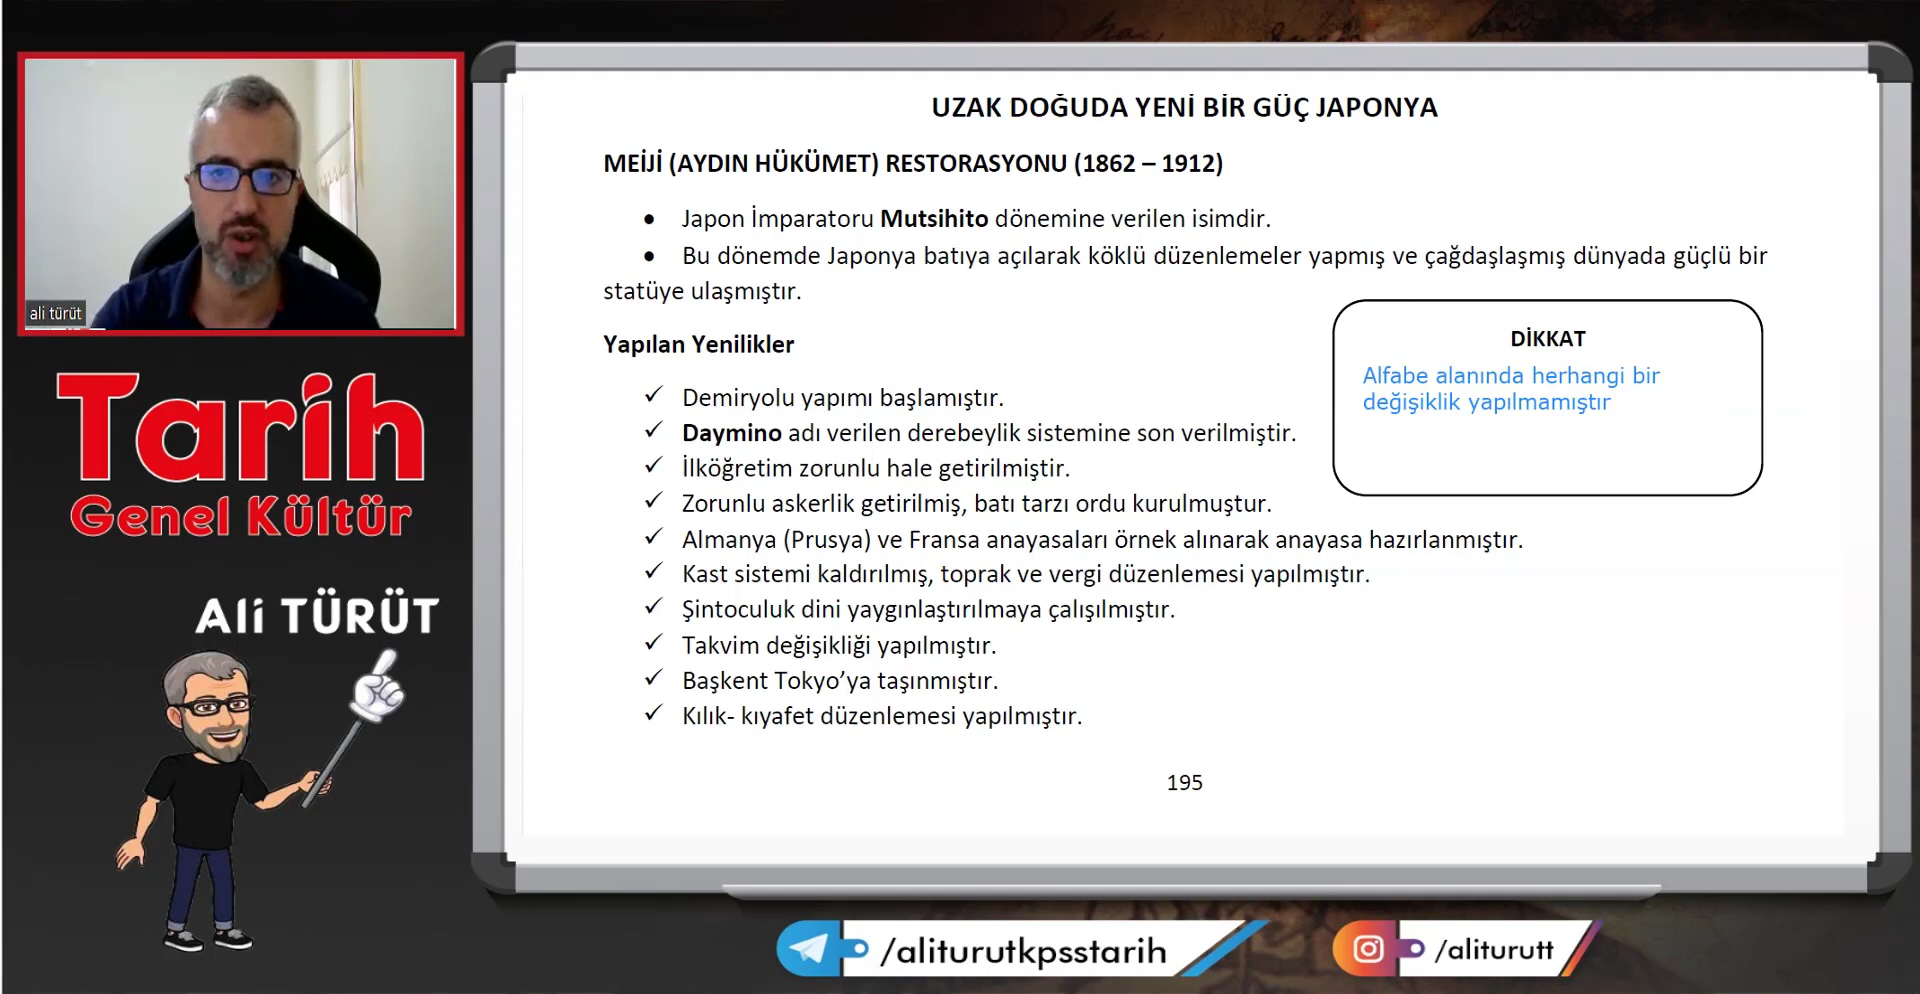 ali türüt
Tarih
Genel Kültür
Ali TÜRÜT
UZAK DOĞUDA YENİ BİR GÜÇ JAPONYA
MEİJİ (AYDIN HÜKÜMET) RESTORASYONU (1862 – 1912)
• Japon İmparatoru Mutsihito dönemine verilen isimdir.
• Bu dönemde Japonya batıya açılarak köklü düzenlemeler yapmış ve çağdaşlaşmış dünyada güçlü bir
statüye ulaşmıştır.
Yapılan Yenilikler
✓ Demiryolu yapımı başlamıştır.
✓ Daymino adı verilen derebeylik sistemine son verilmiştir.
✓ İlköğretim zorunlu hale getirilmiştir.
✓ Zorunlu askerlik getirilmiş, batı tarzı ordu kurulmuştur.
✓ Almanya (Prusya) ve Fransa anayasaları örnek alınarak anayasa hazırlanmıştır.
✓ Kast sistemi kaldırılmış, toprak ve vergi düzenlemesi yapılmıştır.
✓ Şintoculuk dini yaygınlaştırılmaya çalışılmıştır.
✓ Takvim değişikliği yapılmıştır.
✓ Başkent Tokyo’ya taşınmıştır.
✓ Kılık- kıyafet düzenlemesi yapılmıştır.
DİKKAT
Alfabe alanında herhangi bir
değişiklik yapılmamıştır
195
/aliturutkpsstarih
/aliturutt